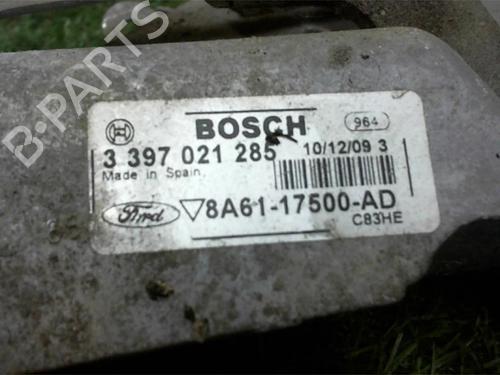 B-PARTS
BOSCH
964
3 397 021 285 10/12/09 3
Made in Spain.
Ford ▽8A61-17500-AD
C83HE